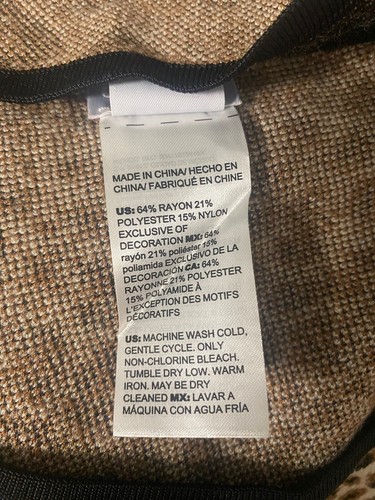 MADE IN CHINA/ HECHO EN
CHINA/ FABRIQUÉ EN CHINE
US: 64% RAYON 21%
POLYESTER 15% NYLON
EXCLUSIVE OF
DECORATION MX: 64%
rayón 21% poliéster 15%
poliamida EXCLUSIVO DE LA
DECORACIÓN CA: 64%
RAYONNE 21% POLYESTER
15% POLYAMIDE À
L'EXCEPTION DES MOTIFS
DÉCORATIFS
US: MACHINE WASH COLD,
GENTLE CYCLE. ONLY
NON-CHLORINE BLEACH.
TUMBLE DRY LOW. WARM
IRON. MAY BE DRY
CLEANED MX: LAVAR A
MÁQUINA CON AGUA FRÍA